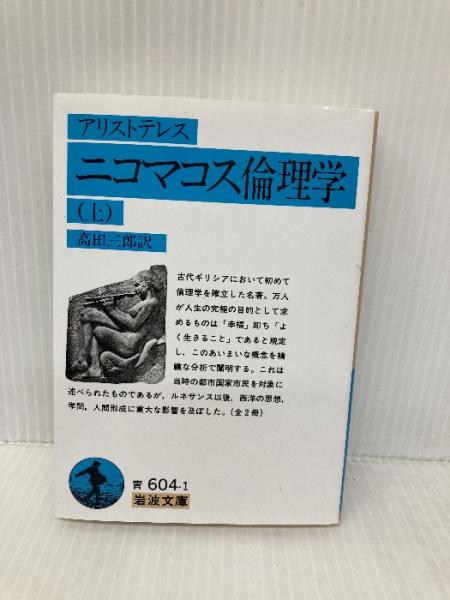 アリストテレス
ニコマコス倫理学
(上)
高田三郎訳
古代ギリシアにおいて初めて
倫理学を確立した名著。万人
が人生の究極の目的として求
めるものは「幸福」即ち「よ
く生きること」であると規定
し、このあいまいな概念を精
緻な分析で闡明する。これは
当時の都市国家市民を対象に
述べられたものであるが、ルネサンス以後、西洋の思想、
学問、人間形成に重大な影響を及ぼした。(全2冊)
青 604-1
岩波文庫